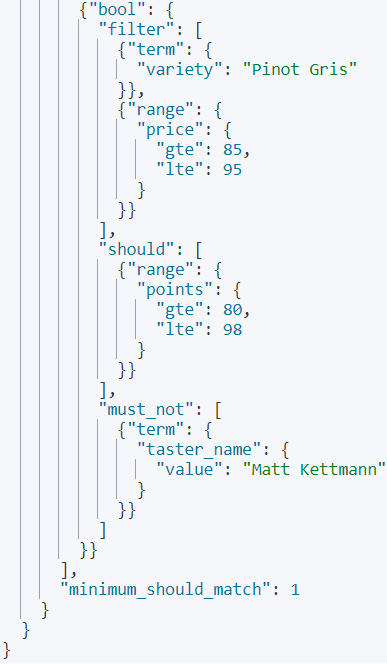 {"bool": {
"filter": [
{"term": {
"variety": "Pinot Gris"
}},
{"range": {
"price": {
"gte": 85,
"lte": 95
}
}}
],
"should": [
{"range": {
"points": {
"gte": 80,
"lte": 98
}
}}
],
"must_not": [
{"term": {
"taster_name": {
"value": "Matt Kettmann"
}
}}
]
}}
],
"minimum_should_match": 1
}
}
}